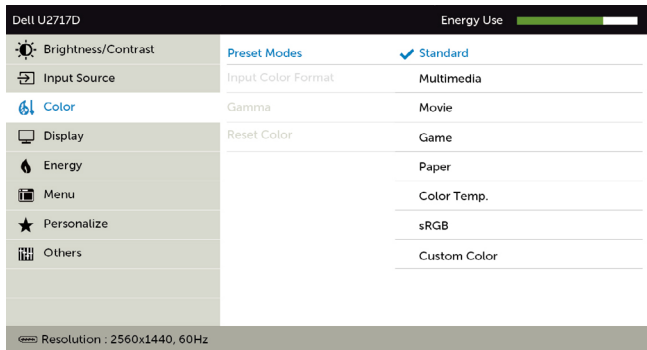 Dell U2717D
Energy Use
Brightness/Contrast
Input Source
Color
Display
Energy
Menu
Personalize
Others
Preset Modes
Input Color Format
Gamma
Reset Color
Standard
Multimedia
Movie
Game
Paper
Color Temp.
sRGB
Custom Color
Resolution : 2560x1440, 60Hz